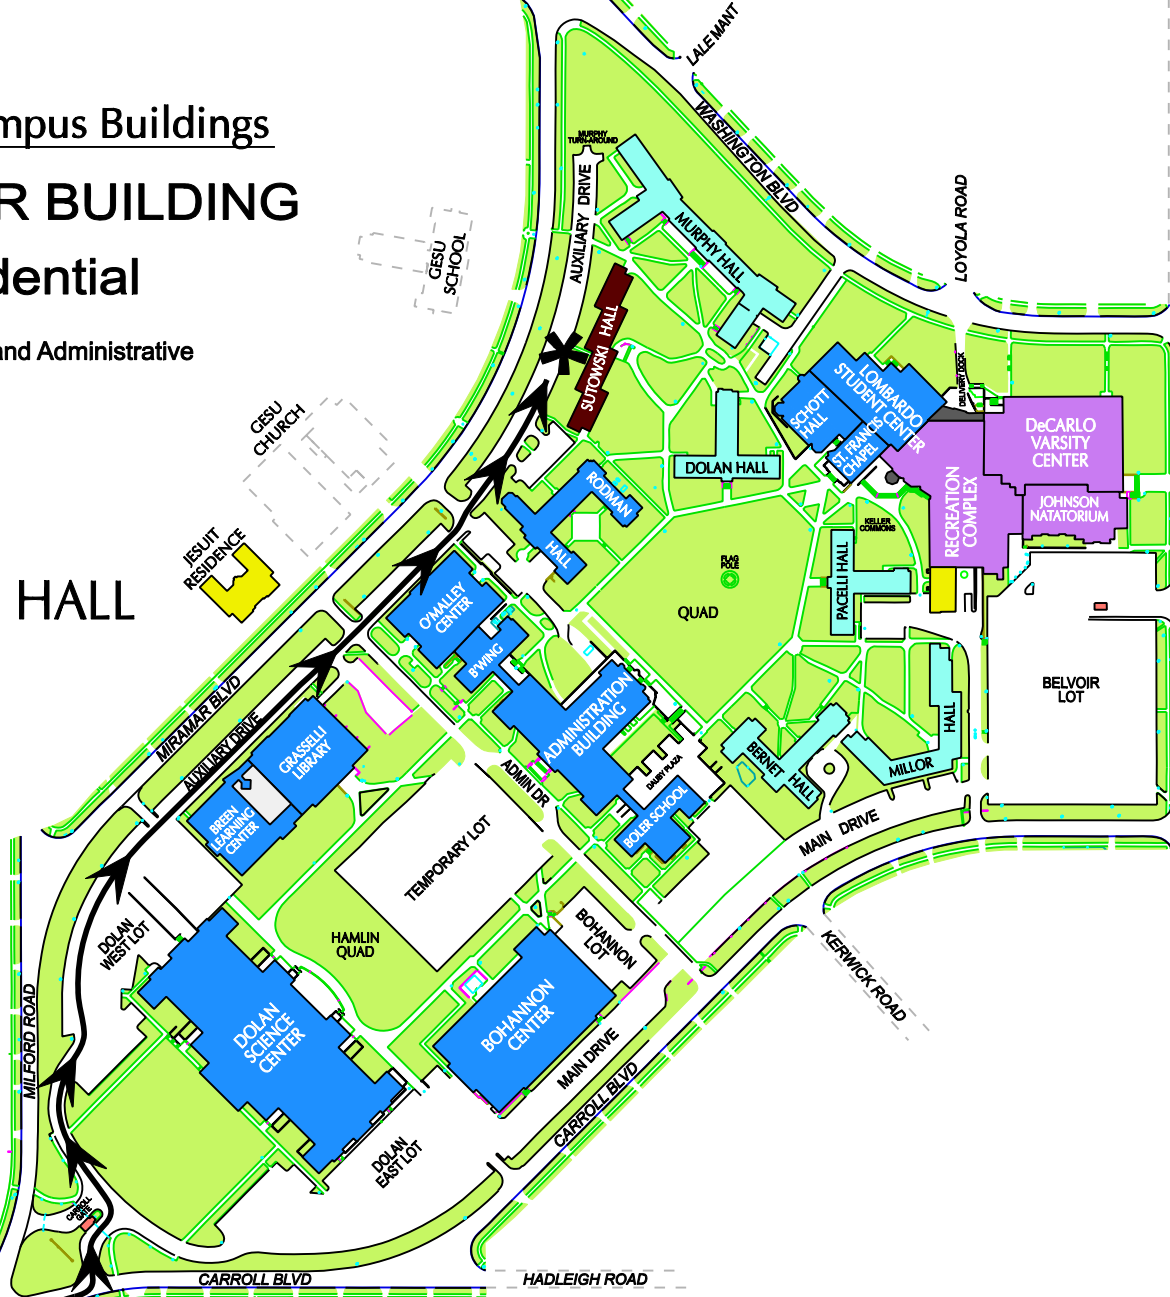 mpus Buildings
R BUILDING
dential
and Administrative
HALL
LALE MANT
WASHINGTON BLVD
LOYOLA ROAD
MURPHY
TURN-AROUND
AUXILIARY DRIVE
MURPHY HALL
GESU
SCHOOL
SUTOWSKI HALL
GESU
CHURCH
JESUIT
RESIDENCE
DELIVERY DOCK
LOMBARDO
STUDENT CENTER
SCHOTT
HALL
ST. FRANCIS
CHAPEL
DeCARLO
VARSITY
CENTER
RECREATION
COMPLEX
JOHNSON
NATATORIUM
DOLAN HALL
RODMAN
HALL
KELLER
COMMONS
PACELLI HALL
FLAG
POLE
QUAD
O'MALLEY
CENTER
B'WING
ADMINISTRATION
BUILDING
BELVOIR
LOT
MILLOR
HALL
BERNET HALL
DALBY PLAZA
BOLER SCHOOL
MAIN DRIVE
MIRAMAR BLVD
AUXILIARY DRIVE
GRASSELLI
LIBRARY
BREEN
LEARNING
CENTER
ADMIN DR
TEMPORARY LOT
HAMLIN
QUAD
BOHANNON
LOT
DOLAN
WEST LOT
KERWICK ROAD
DOLAN
SCIENCE
CENTER
BOHANNON
CENTER
MAIN DRIVE
CARROLL BLVD
MILFORD ROAD
DOLAN
EAST LOT
CARROLL
GATE
CARROLL BLVD
HADLEIGH ROAD